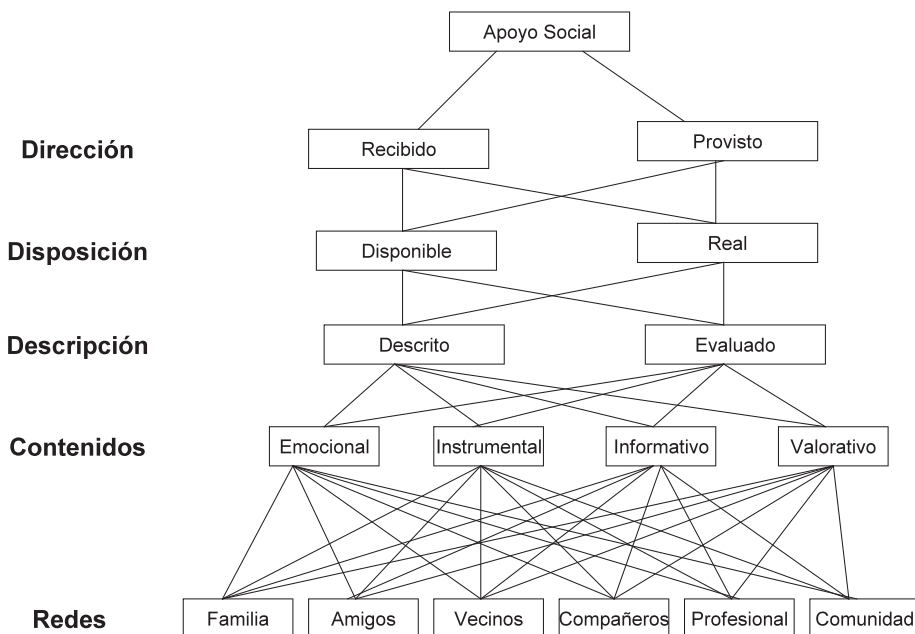 Apoyo Social
Dirección
Recibido
Provisto
Disposición
Disponible
Real
Descripción
Descrito
Evaluado
Contenidos
Emocional
Instrumental
Informativo
Valorativo
Redes
Familia
Amigos
Vecinos
Compañeros
Profesional
Comunidad